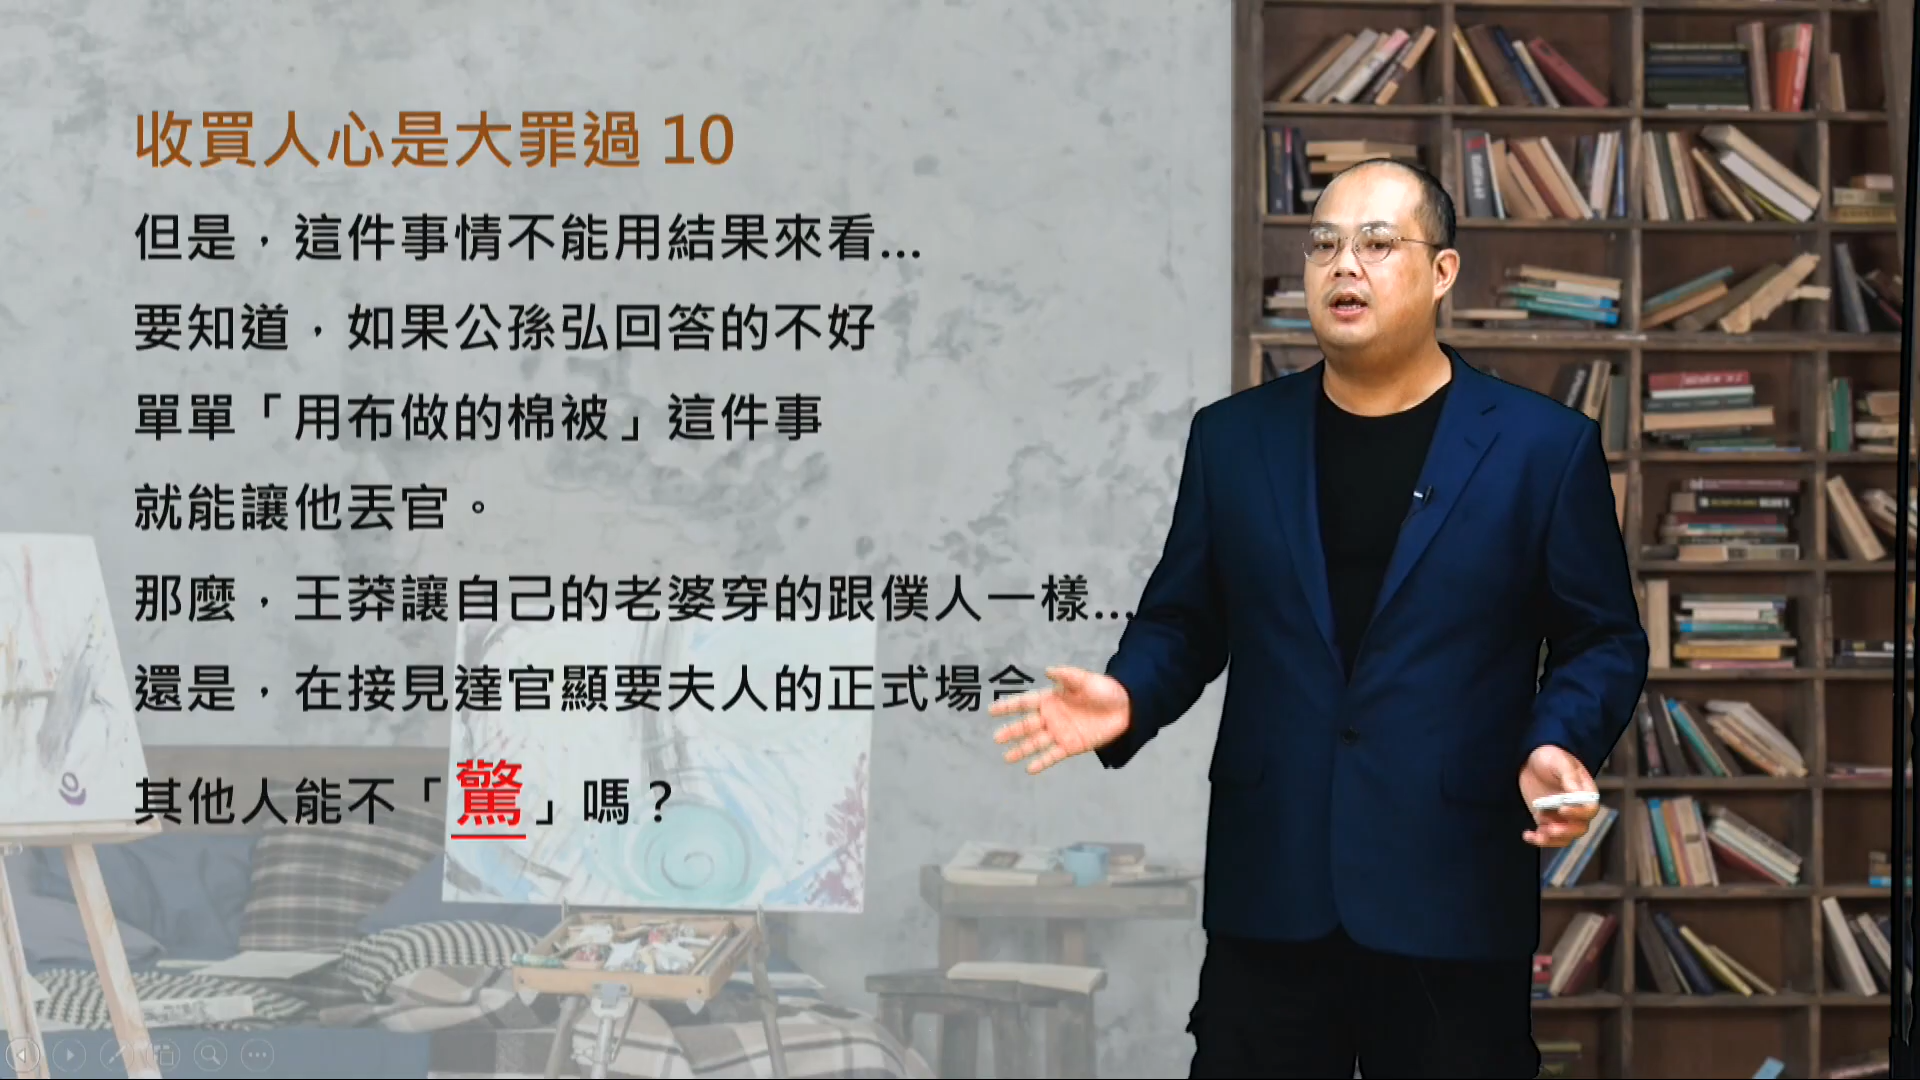 收買人心是大罪過 10
但是，這件事情不能用結果來看...
要知道，如果公孫弘回答的不好
單單「用布做的棉被」這件事
就能讓他丟官。
那麼，王莽讓自己的老婆穿的跟僕人一樣...
還是，在接見達官顯要夫人的正式場合
其他人能不「驚」嗎？